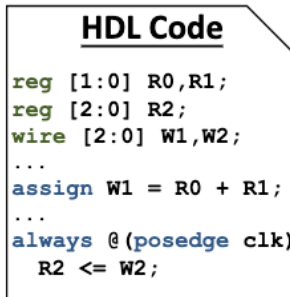 HDL Code
reg [1:0] R0,R1;
reg [2:0] R2;
wire [2:0] W1,W2;
...
assign W1 = R0 + R1;
...
always @(posedge clk)
R2 <= W2;